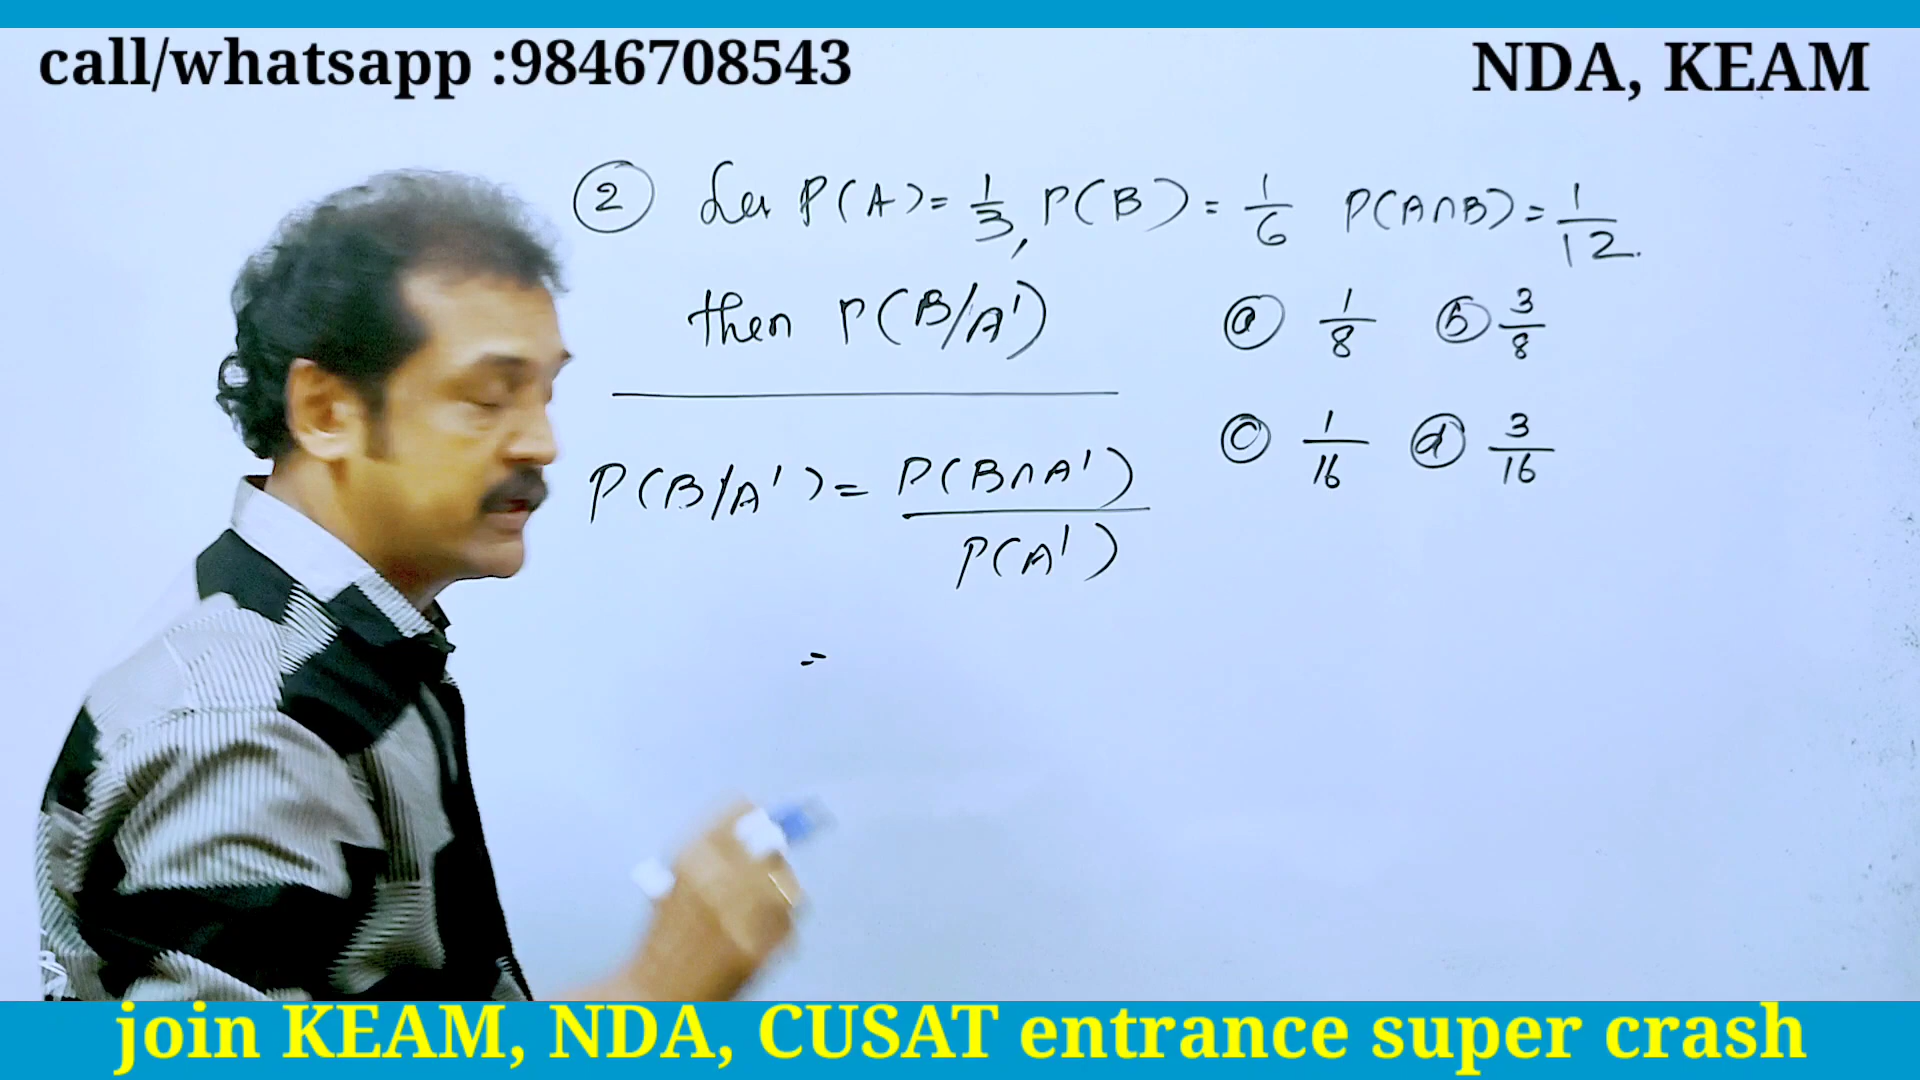 call/whatsapp :9846708543
NDA, KEAM
② Let P(A) = 1/3, P(B) = 1/6 P(A∩B) = 1/12.
then P(B/A')
ⓐ 1/8 ⓑ 3/8
ⓒ 1/16 ⓓ 3/16
P(B/A') = P(B∩A') / P(A')
=
join KEAM, NDA, CUSAT entrance super crash